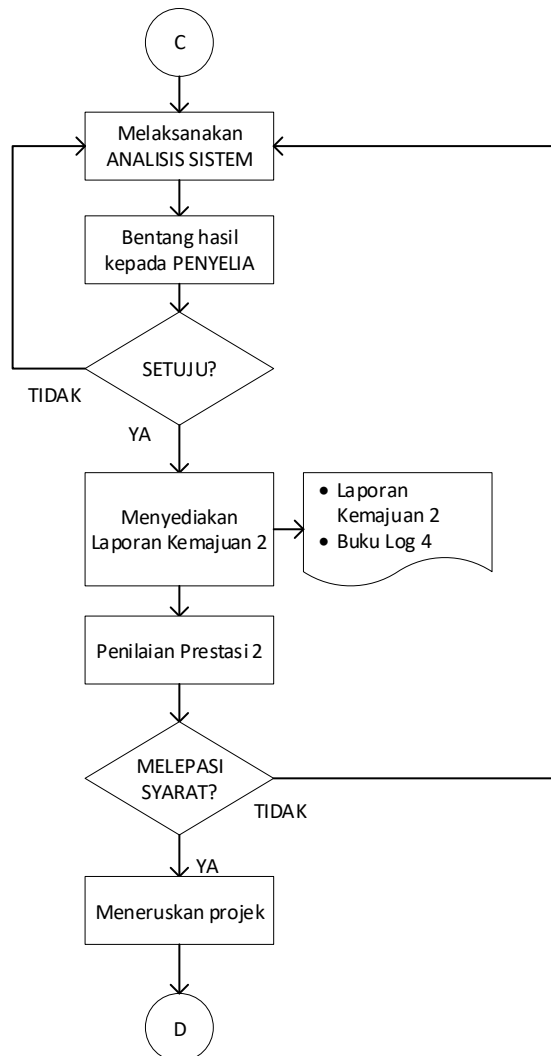 C
Melaksanakan
ANALISIS SISTEM
Bentang hasil
kepada PENYELIA
SETUJU?
TIDAK
YA
Menyediakan
Laporan Kemajuan 2
• Laporan
Kemajuan 2
• Buku Log 4
Penilaian Prestasi 2
MELEPASI
SYARAT?
TIDAK
YA
Meneruskan projek
D